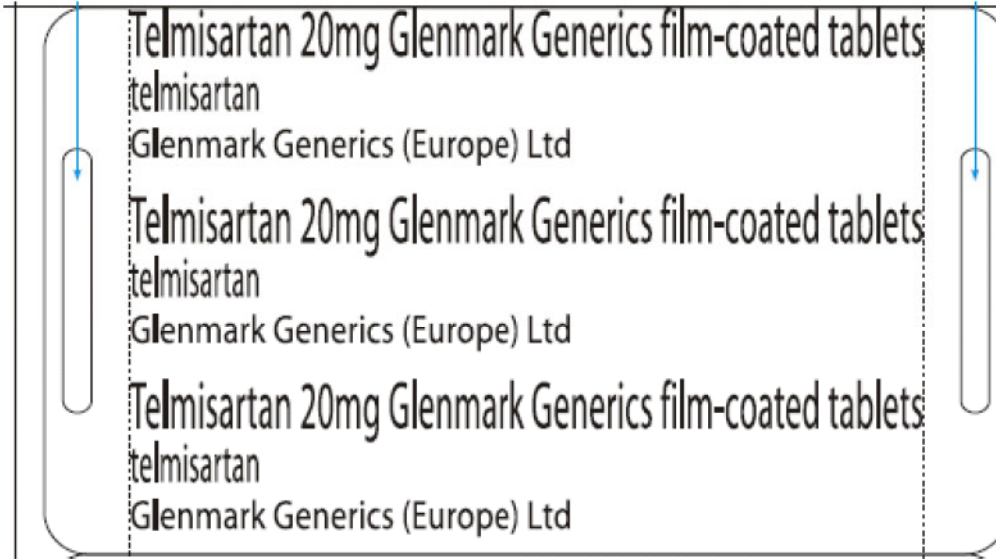 Telmisartan 20mg Glenmark Generics film-coated tablets
telmisartan
Glenmark Generics (Europe) Ltd
Telmisartan 20mg Glenmark Generics film-coated tablets
telmisartan
Glenmark Generics (Europe) Ltd
Telmisartan 20mg Glenmark Generics film-coated tablets
telmisartan
Glenmark Generics (Europe) Ltd